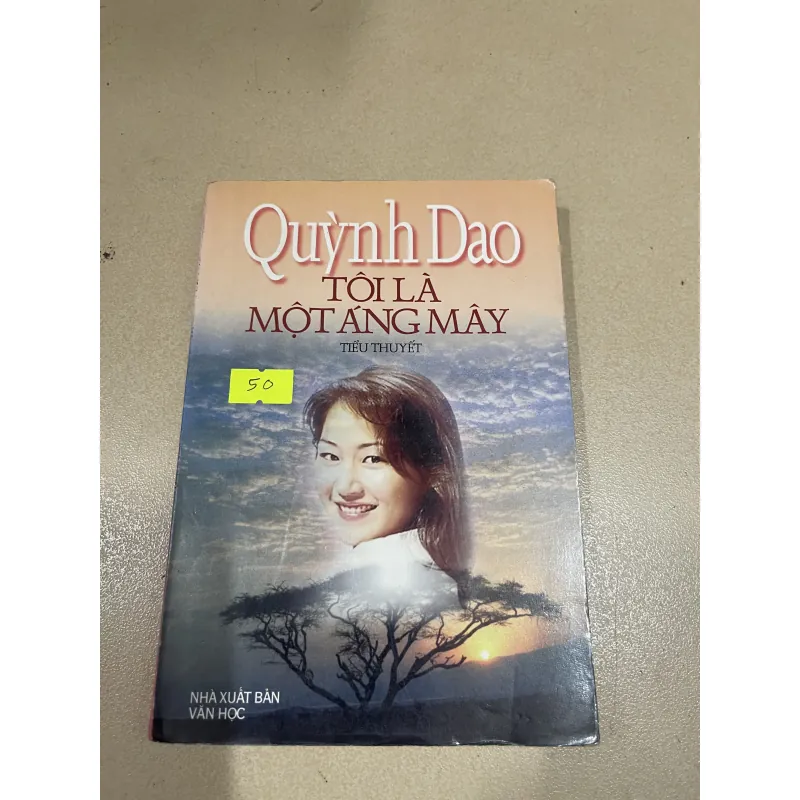 Quỳnh Dao
TÔI LÀ
MỘT ÁNG MÂY
TIỂU THUYẾT
50
NHÀ XUẤT BẢN
VĂN HỌC